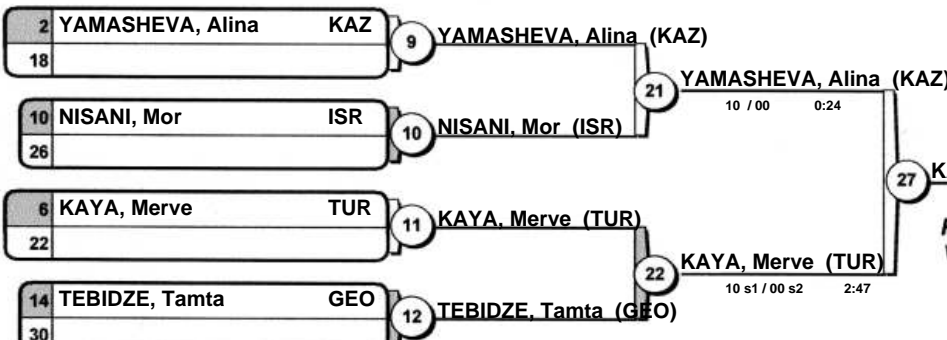 2 YAMASHEVA, Alina KAZ
18
9
YAMASHEVA, Alina (KAZ)
10 NISANI, Mor ISR
26
10
NISANI, Mor (ISR)
21
YAMASHEVA, Alina (KAZ)
10 / 00 0:24
6 KAYA, Merve TUR
22
11
KAYA, Merve (TUR)
14 TEBIDZE, Tamta GEO
30
12
TEBIDZE, Tamta (GEO)
22
KAYA, Merve (TUR)
10 s1 / 00 s2 2:47
27
K